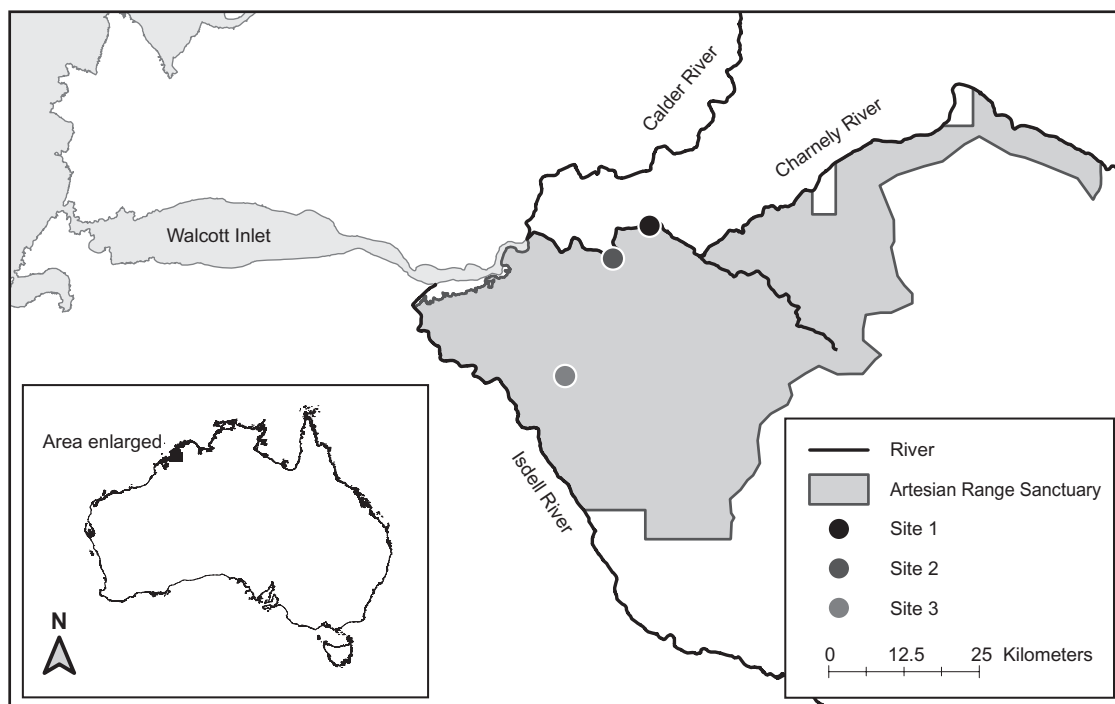 Calder River
Charnely River
Walcott Inlet
Isdell River
Area enlarged
N
River
Artesian Range Sanctuary
Site 1
Site 2
Site 3
0 12.5 25 Kilometers